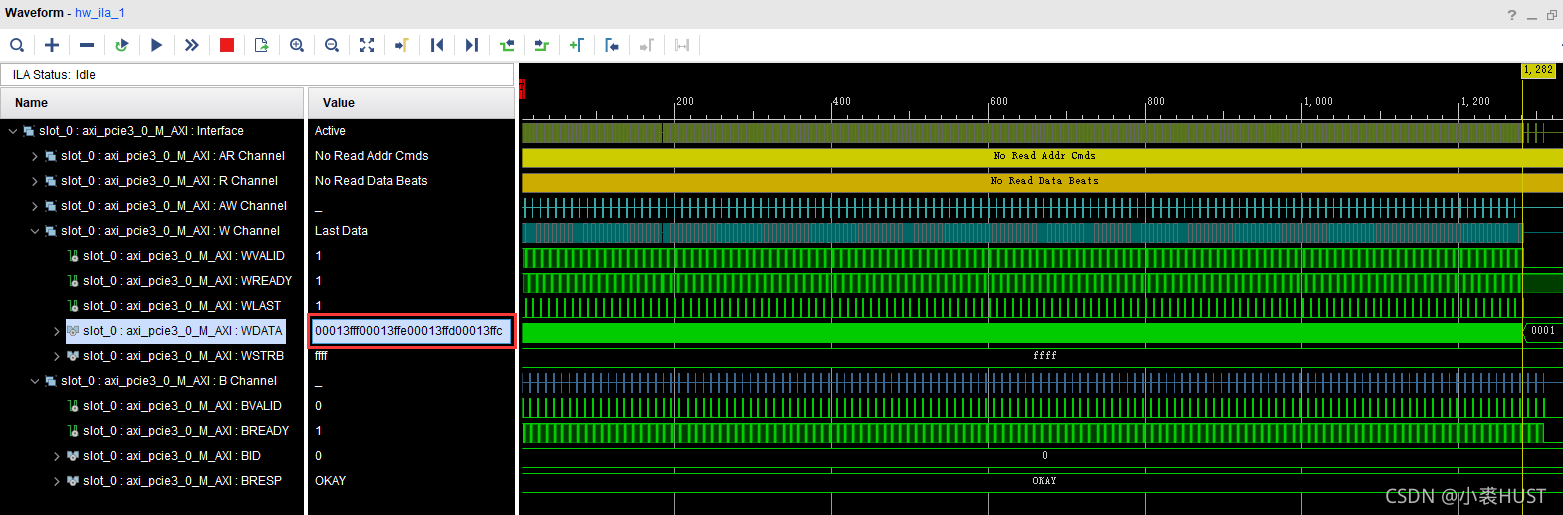 Waveform - hw_ila_1
ILA Status: Idle
Name Value
1,282
200 400 600 800 1,000 1,200
slot_0 : axi_pcie3_0_M_AXI : Interface Active
slot_0 : axi_pcie3_0_M_AXI : AR Channel No Read Addr Cmds No Read Addr Cmds
slot_0 : axi_pcie3_0_M_AXI : R Channel No Read Data Beats No Read Data Beats
slot_0 : axi_pcie3_0_M_AXI : AW Channel _
slot_0 : axi_pcie3_0_M_AXI : W Channel Last Data
slot_0 : axi_pcie3_0_M_AXI : WVALID 1
slot_0 : axi_pcie3_0_M_AXI : WREADY 1
slot_0 : axi_pcie3_0_M_AXI : WLAST 1
slot_0 : axi_pcie3_0_M_AXI : WDATA 00013fff00013ffe00013ffd00013ffc 0001
slot_0 : axi_pcie3_0_M_AXI : WSTRB ffff ffff
slot_0 : axi_pcie3_0_M_AXI : B Channel _
slot_0 : axi_pcie3_0_M_AXI : BVALID 0
slot_0 : axi_pcie3_0_M_AXI : BREADY 1
slot_0 : axi_pcie3_0_M_AXI : BID 0 0
slot_0 : axi_pcie3_0_M_AXI : BRESP OKAY OKAY
CSDN @小裘HUST